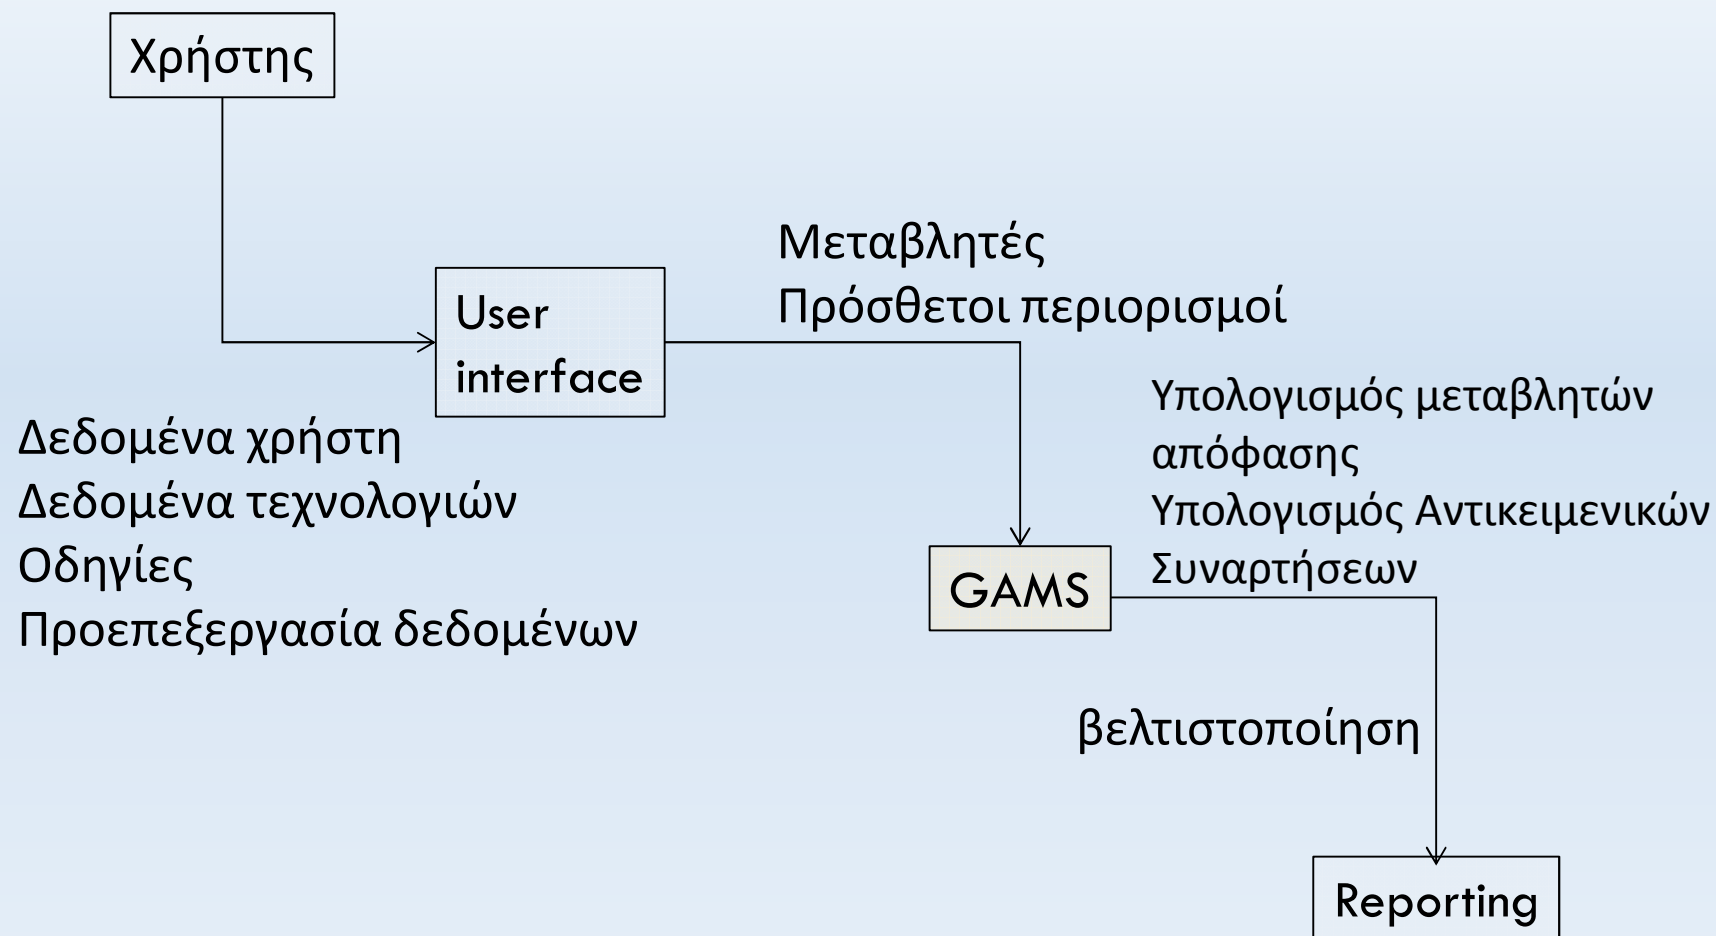 Χρήστης
User
interface
Μεταβλητές
Πρόσθετοι περιορισμοί
Δεδομένα χρήστη
Δεδομένα τεχνολογιών
Οδηγίες
Προεπεξεργασία δεδομένων
Υπολογισμός μεταβλητών
απόφασης
Υπολογισμός Αντικειμενικών
Συναρτήσεων
GAMS
βελτιστοποίηση
Reporting